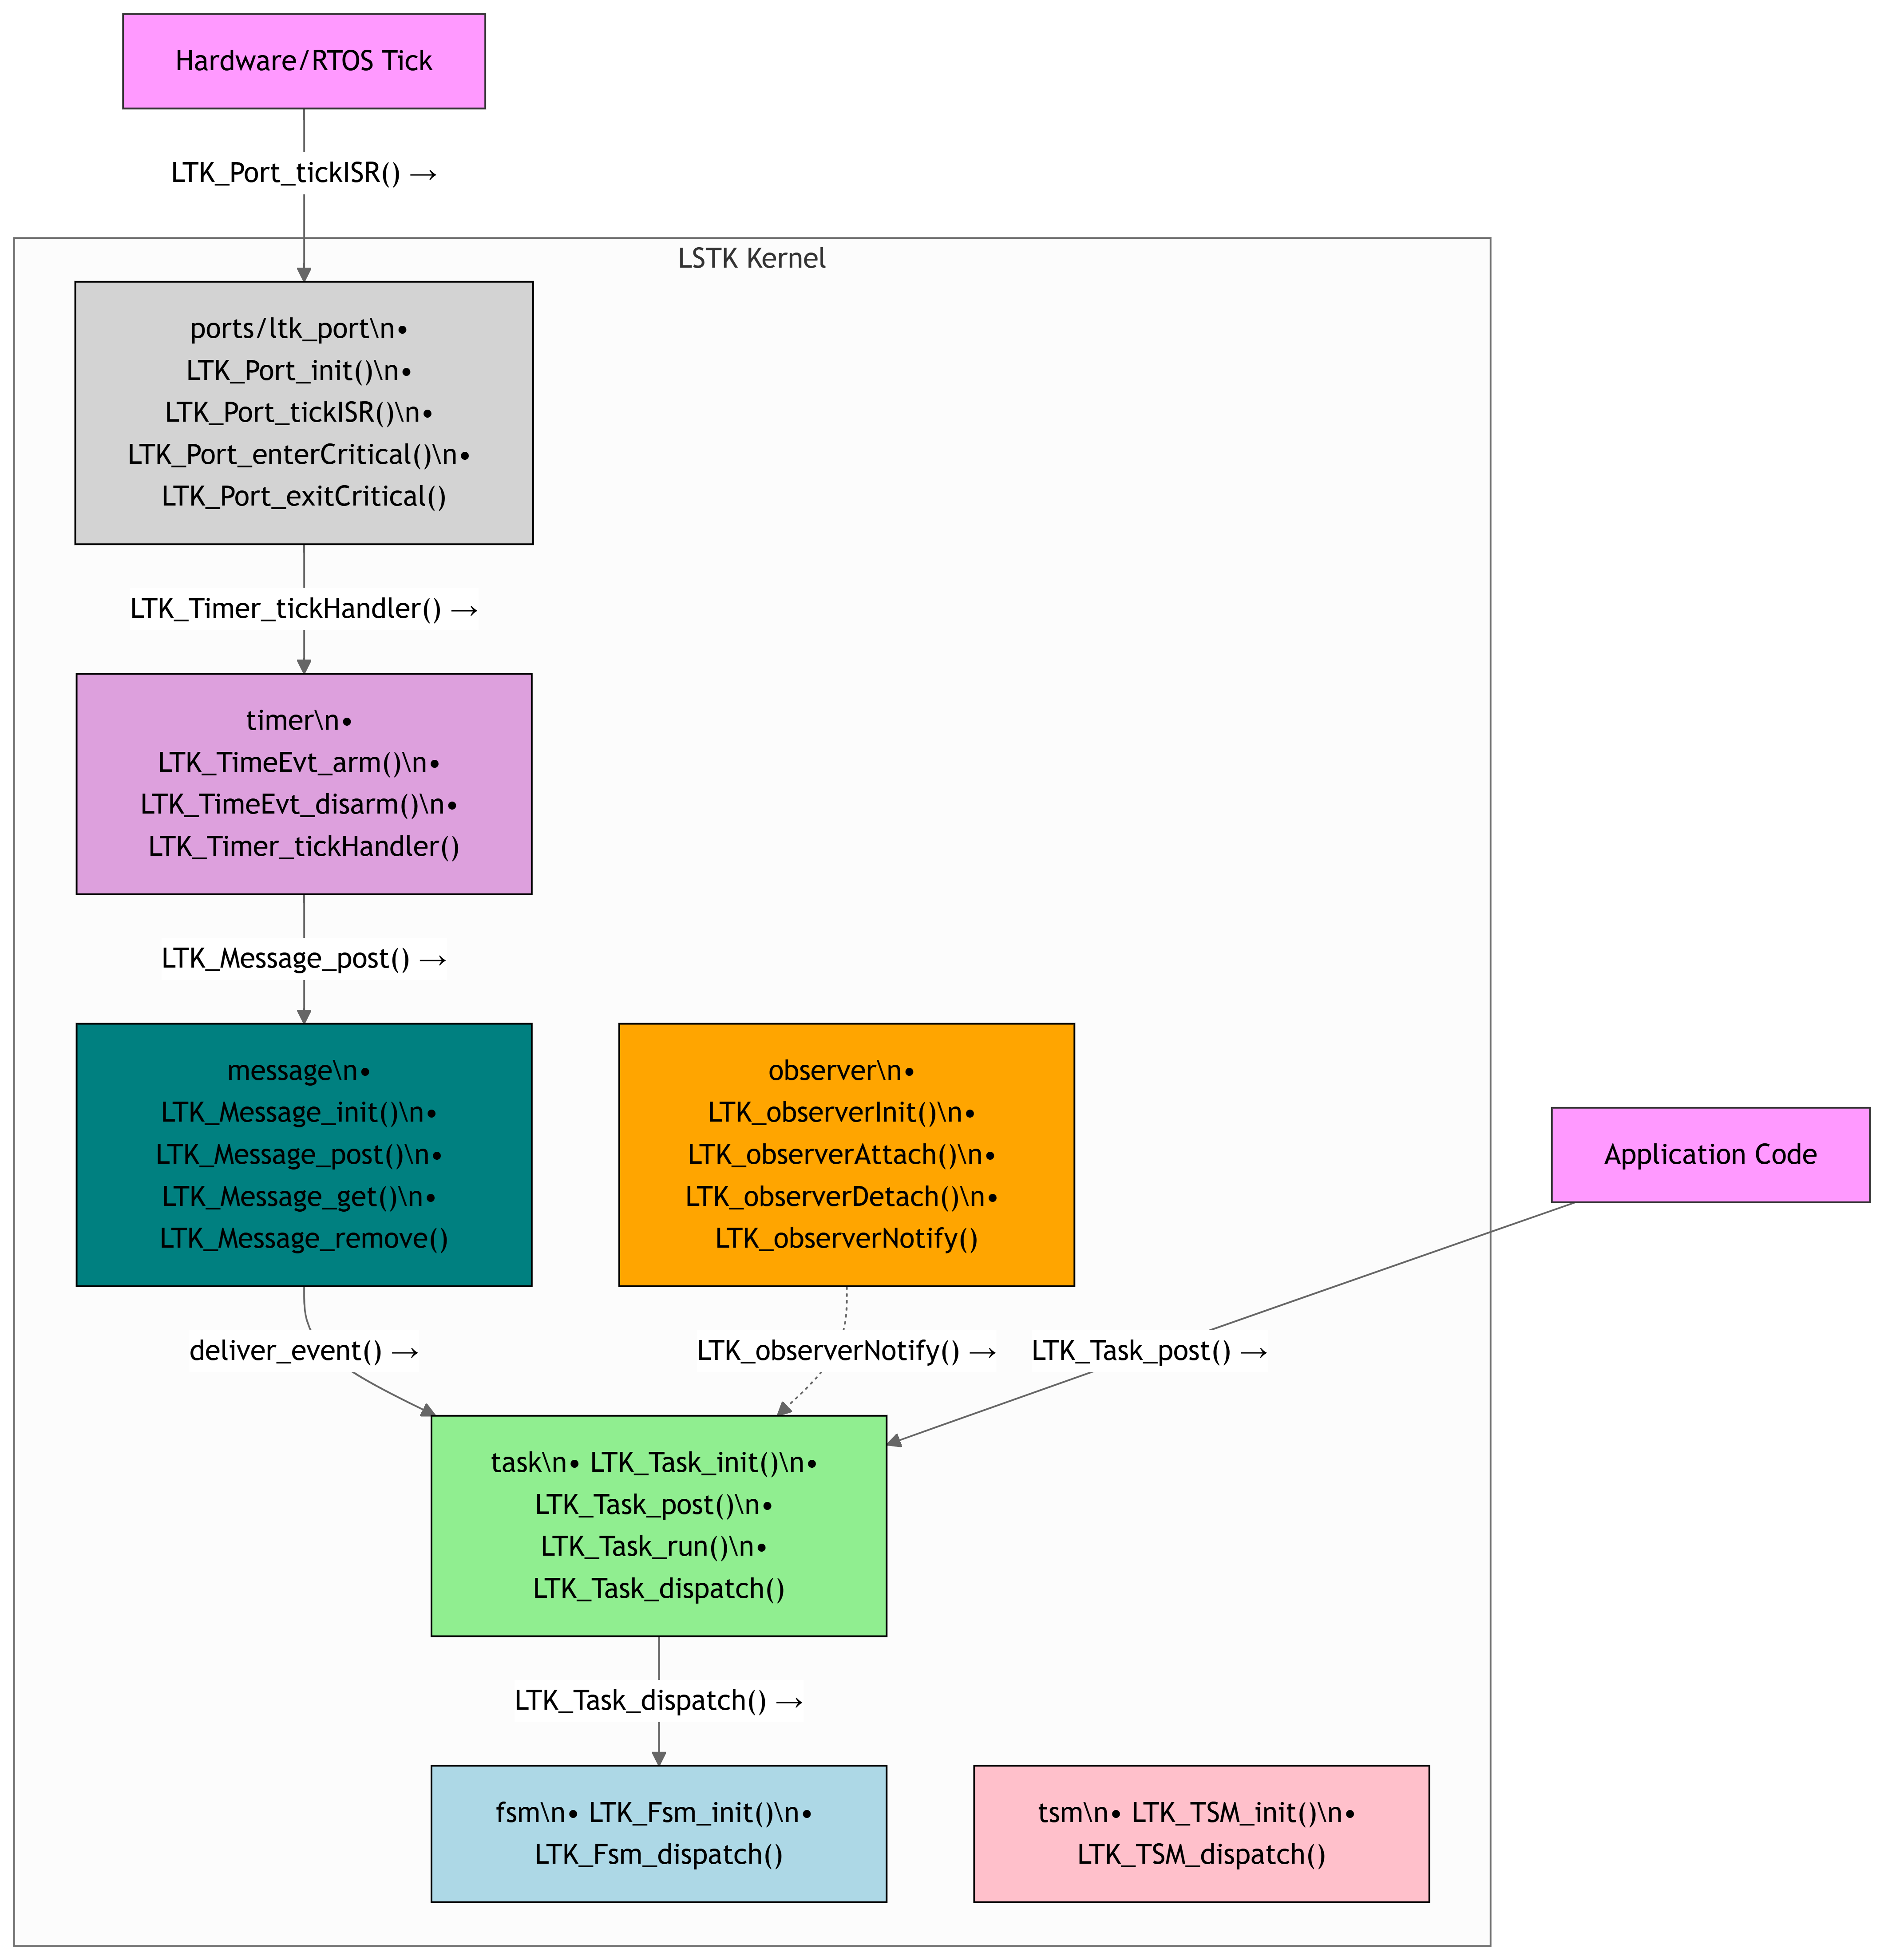 Hardware/RTOS Tick
LTK_Port_tickISR() →
LSTK Kernel
ports/ltk_port\n•
LTK_Port_init()\n•
LTK_Port_tickISR()\n•
LTK_Port_enterCritical()\n•
LTK_Port_exitCritical()
LTK_Timer_tickHandler() →
timer\n•
LTK_TimeEvt_arm()\n•
LTK_TimeEvt_disarm()\n•
LTK_Timer_tickHandler()
LTK_Message_post() →
message\n•
LTK_Message_init()\n•
LTK_Message_post()\n•
LTK_Message_get()\n•
LTK_Message_remove()
observer\n•
LTK_observerInit()\n•
LTK_observerAttach()\n•
LTK_observerDetach()\n•
LTK_observerNotify()
Application Code
deliver_event() →
LTK_observerNotify() →
LTK_Task_post() →
task\n• LTK_Task_init()\n•
LTK_Task_post()\n•
LTK_Task_run()\n•
LTK_Task_dispatch()
LTK_Task_dispatch() →
fsm\n• LTK_Fsm_init()\n•
LTK_Fsm_dispatch()
tsm\n• LTK_TSM_init()\n•
LTK_TSM_dispatch()